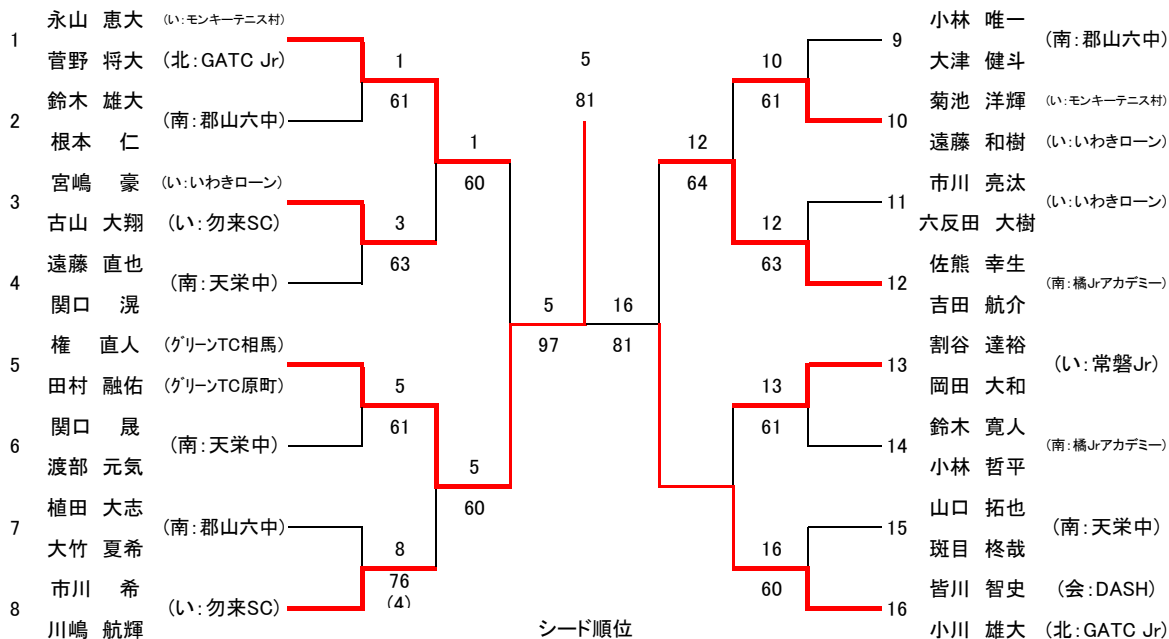 永山 恵大 (い:モンキーテニス村)
1
菅野 将大 (北:GATC Jr)
鈴木 雄大
2 (南:郡山六中)
根本 仁
宮嶋 豪 (い:いわきローン)
3
古山 大翔 (い:勿来SC)
遠藤 直也
4 (南:天栄中)
関口 滉
権 直人 (グリーンTC相馬)
5
田村 融佑 (グリーンTC原町)
関口 晟
6 (南:天栄中)
渡部 元気
植田 大志
7 (南:郡山六中)
大竹 夏希
市川 希
8 (い:勿来SC)
川嶋 航輝
1
61
3
63
5
61
8
76
(4)
1
60
5
60
5
97
5
81
16
81
12
64
10
61
12
63
13
61
16
60
小林 唯一
9 (南:郡山六中)
大津 健斗
菊池 洋輝 (い:モンキーテニス村)
10
遠藤 和樹 (い:いわきローン)
市川 亮汰
11 (い:いわきローン)
六反田 大樹
佐熊 幸生
12 (南:橘Jrアカデミー)
吉田 航介
割谷 達裕
13 (い:常磐Jr)
岡田 大和
鈴木 寛人
14 (南:橘Jrアカデミー)
小林 哲平
山口 拓也
15 (南:天栄中)
斑目 柊哉
皆川 智史 (会:DASH)
16
小川 雄大 (北:GATC Jr)
シード順位